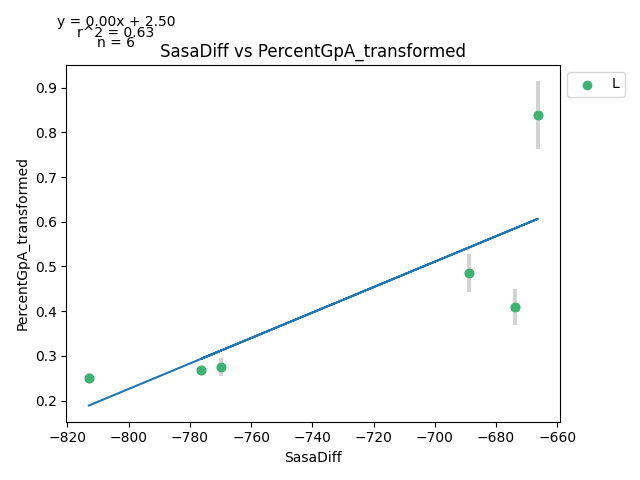 y = 0.00x + 2.50
r^2 = 0.63
n = 6
SasaDiff vs PercentGpA_transformed
L
PercentGpA_transformed
0.9
0.8
0.7
0.6
0.5
0.4
0.3
0.2
−820 −800 −780 −760 −740 −720 −700 −680 −660
SasaDiff